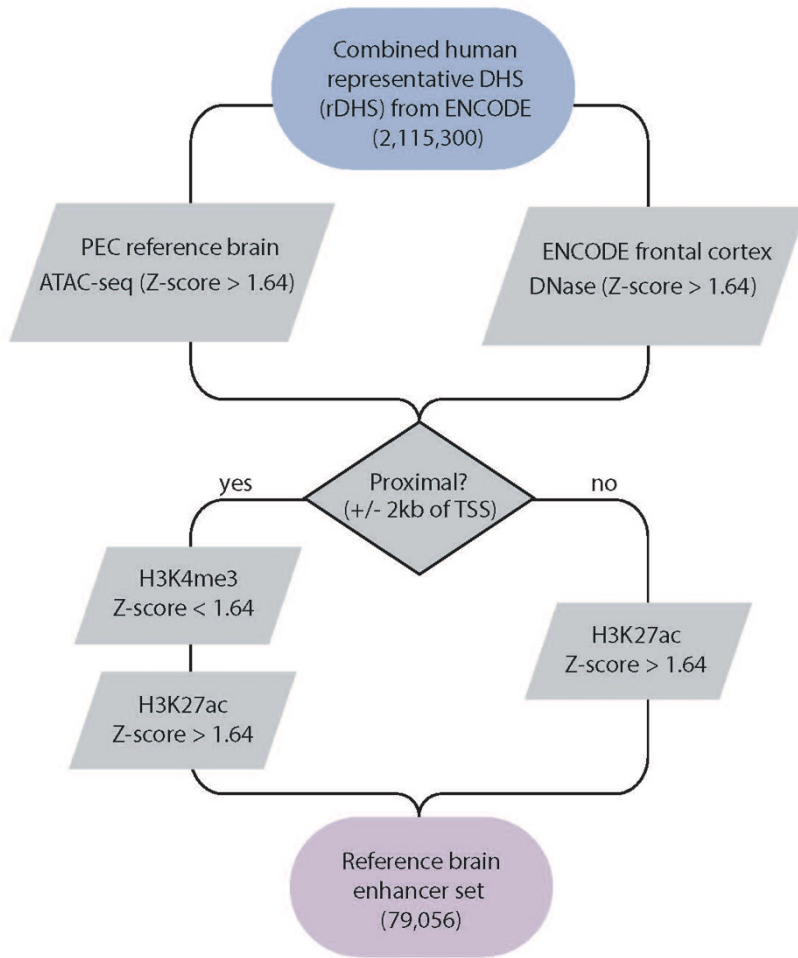 Combined human
representative DHS
(rDHS) from ENCODE
(2,115,300)
PEC reference brain
ATAC-seq (Z-score > 1.64)
ENCODE frontal cortex
DNase (Z-score > 1.64)
Proximal?
(+/- 2kb of TSS)
yes
no
H3K4me3
Z-score < 1.64
H3K27ac
Z-score > 1.64
H3K27ac
Z-score > 1.64
Reference brain
enhancer set
(79,056)